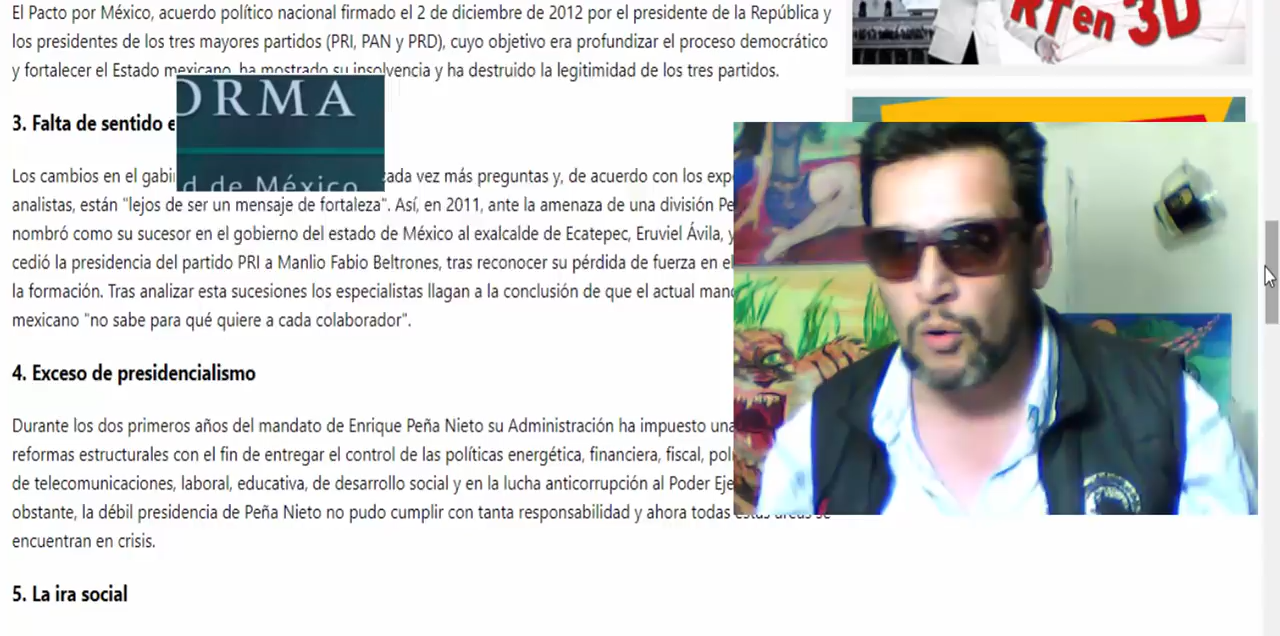 El Pacto por México, acuerdo político nacional firmado el 2 de diciembre de 2012 por el presidente de la República y
los presidentes de los tres mayores partidos (PRI, PAN y PRD), cuyo objetivo era profundizar el proceso democrático
y fortalecer el Estado mexicano, ha mostrado su insolvencia y ha destruido la legitimidad de los tres partidos.
3. Falta de sentido
Los cambios en el
ada vez más preguntas y, de acuerdo con los
analistas, están "lejos de ser un mensaje de fortaleza". Así, en 2011, ante la amenaza de una división
nombró como su sucesor en el gobierno del estado de México al exalcalde de Ecatepec, Eruviel Ávila,
cedió la presidencia del partido PRI a Manlio Fabio Beltrones, tras reconocer su pérdida de fuerza en
la formación. Tras analizar esta sucesiones los especialistas llagan a la conclusión de que el actual
mexicano "no sabe para qué quiere a cada colaborador".
4. Exceso de presidencialismo
Durante los dos primeros años del mandato de Enrique Peña Nieto su Administración ha impuesto una
reformas estructurales con el fin de entregar el control de las políticas energética, financiera, fiscal,
de telecomunicaciones, laboral, educativa, de desarrollo social y en la lucha anticorrupción al Poder
obstante, la débil presidencia de Peña Nieto no pudo cumplir con tanta responsabilidad y ahora todas
encuentran en crisis.
5. La ira social
ORMA
d de México
RT en 3D